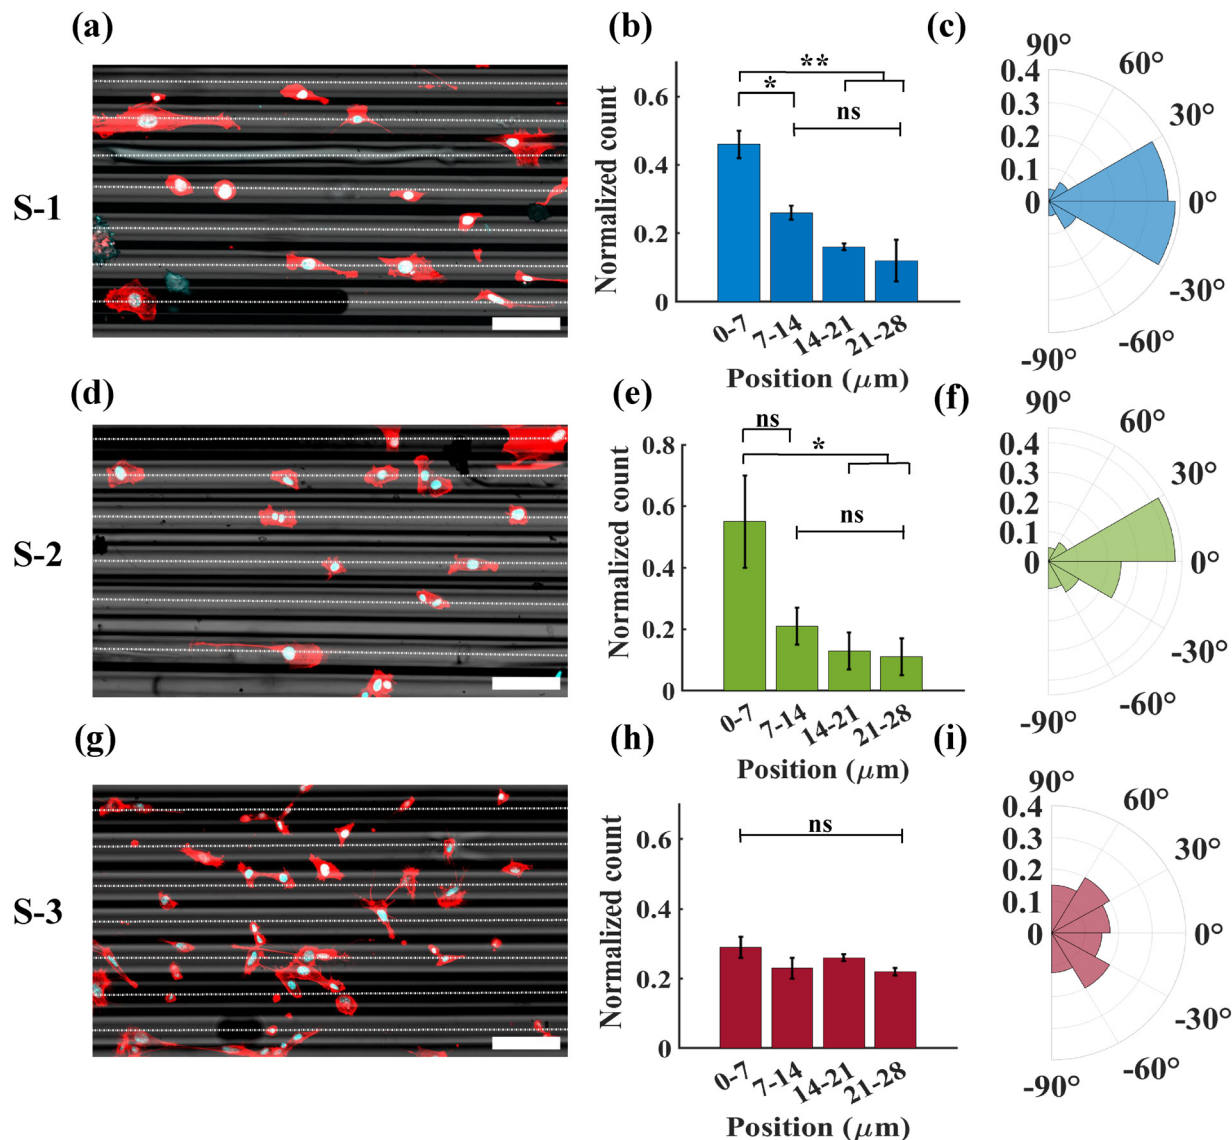 (a)
(b)
(c)
S-1
Normalized count
0.6
0.4
0.2
0
**
*
ns
0-7
7-14
14-21
21-28
Position (μm)
90°
60°
30°
0°
-30°
-60°
-90°
0.4
0.3
0.2
0.1
0
(d)
(e)
(f)
S-2
Normalized count
0.8
0.6
0.4
0.2
0
ns
*
ns
0-7
7-14
14-21
21-28
Position (μm)
90°
60°
30°
0°
-30°
-60°
-90°
0.4
0.3
0.2
0.1
0
(g)
(h)
(i)
S-3
Normalized count
0.6
0.4
0.2
0
ns
0-7
7-14
14-21
21-28
Position (μm)
90°
60°
30°
0°
-30°
-60°
-90°
0.4
0.3
0.2
0.1
0